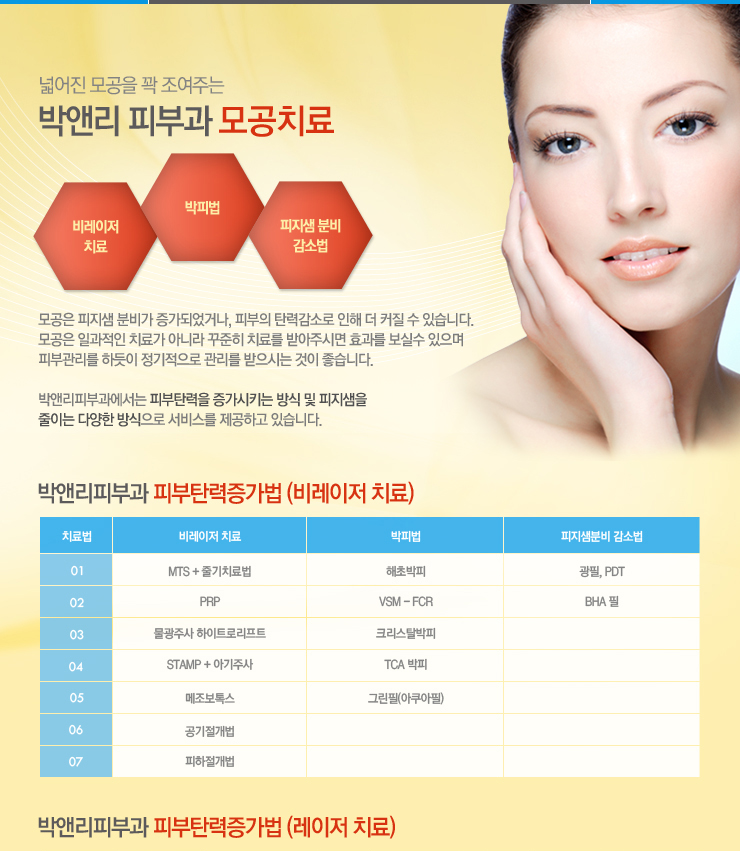 넓어진 모공을 꽉 조여주는
박앤리 피부과 모공치료
비레이저
치료
박피법
피지샘 분비
감소법
모공은 피지샘 분비가 증가되었거나, 피부의 탄력감소로 인해 더 커질 수 있습니다.
모공은 일과적인 치료가 아니라 꾸준히 치료를 받아주시면 효과를 보실수 있으며
피부관리를 하듯이 정기적으로 관리를 받으시는 것이 좋습니다.
박앤리피부과에서는 피부탄력을 증가시키는 방식 및 피지샘을
줄이는 다양한 방식으로 서비스를 제공하고 있습니다.
박앤리피부과 피부탄력증가법 (비레이저 치료)
치료법 비레이저 치료 박피법 피지샘분비 감소법
01 MTS + 줄기치료법 해초박피 광필, PDT
02 PRP VSM - FCR BHA 필
03 물광주사 하이트로리프트 크리스탈박피
04 STAMP + 아기주사 TCA 박피
05 메조보톡스 그린필(아쿠아필)
06 공기절개법
07 피하절개법
박앤리피부과 피부탄력증가법 (레이저 치료)